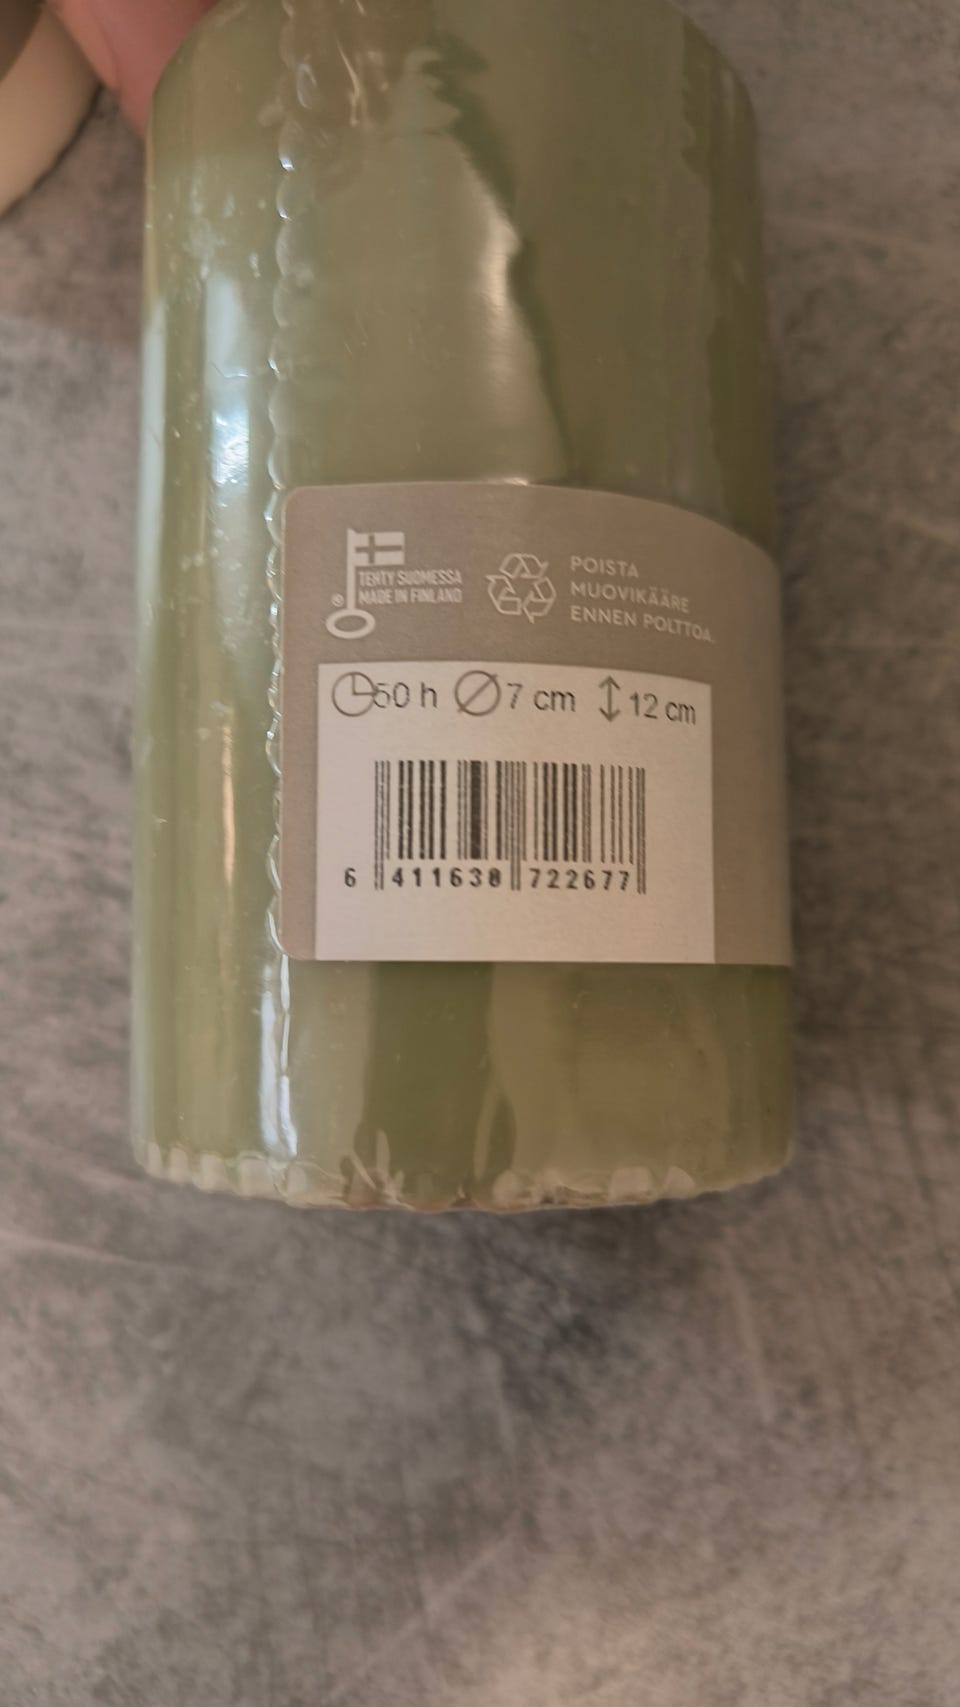 TEHTY SUOMESSA
MADE IN FINLAND
®
POISTA
MUOVIKÄÄRE
ENNEN POLTTOA.
50 h Ø 7 cm ↕ 12 cm
6 411638 722677